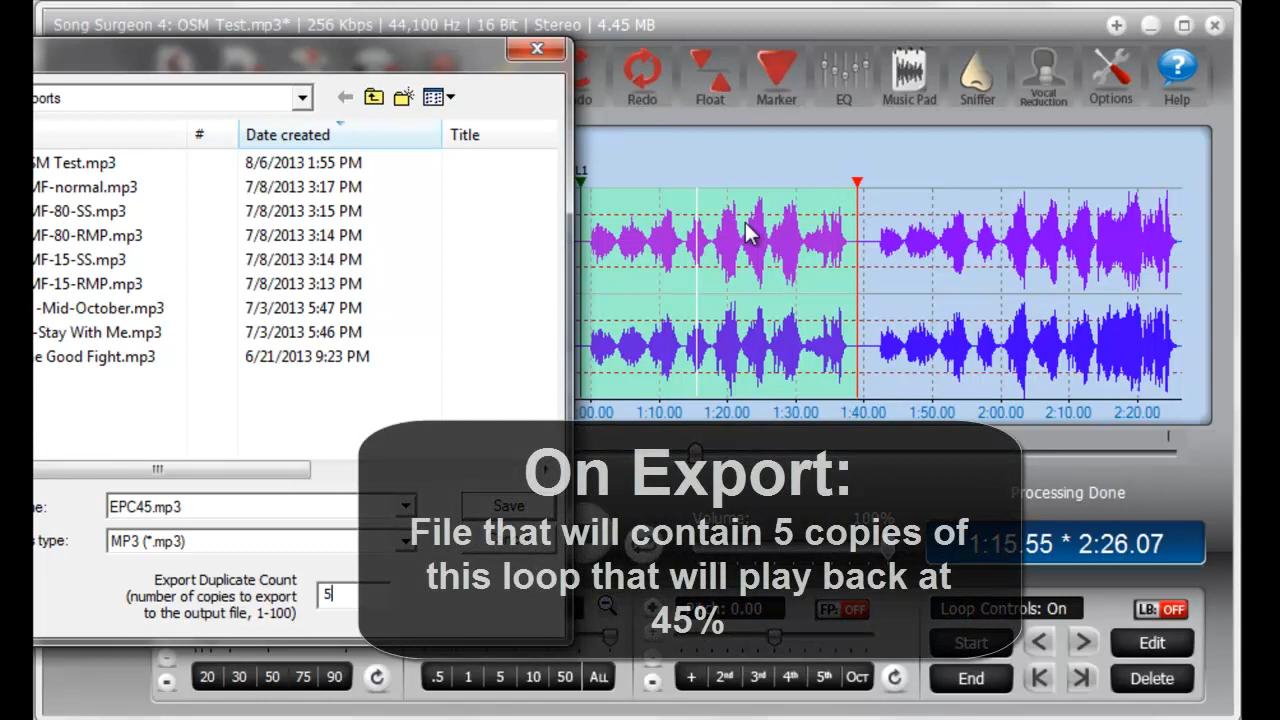 Song Surgeon 4: OSM Test.mp3* | 256 Kbps | 44,100 Hz | 16 Bit | Stereo | 4.45 MB
Redo
Float
Marker
EQ
Music Pad
Sniffer
Vocal Reduction
Options
Help
ports
# Date created Title
SM Test.mp3 8/6/2013 1:55 PM
MF-normal.mp3 7/8/2013 3:17 PM
MF-80-SS.mp3 7/8/2013 3:15 PM
MF-80-RMP.mp3 7/8/2013 3:14 PM
MF-15-SS.mp3 7/8/2013 3:14 PM
MF-15-RMP.mp3 7/8/2013 3:13 PM
-Mid-October.mp3 7/3/2013 5:47 PM
-Stay With Me.mp3 7/3/2013 5:46 PM
e Good Fight.mp3 6/21/2013 9:23 PM
L1
00.00 1:10.00 1:20.00 1:30.00 1:40.00 1:50.00 2:00.00 2:10.00 2:20.00
On Export:
File that will contain 5 copies of
this loop that will play back at
45%
me: EPC45.mp3 Save
s type: MP3 (*.mp3)
Export Duplicate Count
(number of copies to export
to the output file, 1-100)
5
Volume: 100%
Processing Done
1:15.55 * 2:26.07
Pitch: 0.00 FP: OFF
Loop Controls: On LB: OFF
Start < > Edit
End Delete
20 30 50 75 90
.5 1 5 10 50 ALL
+ 2nd 3rd 4th 5th OCT